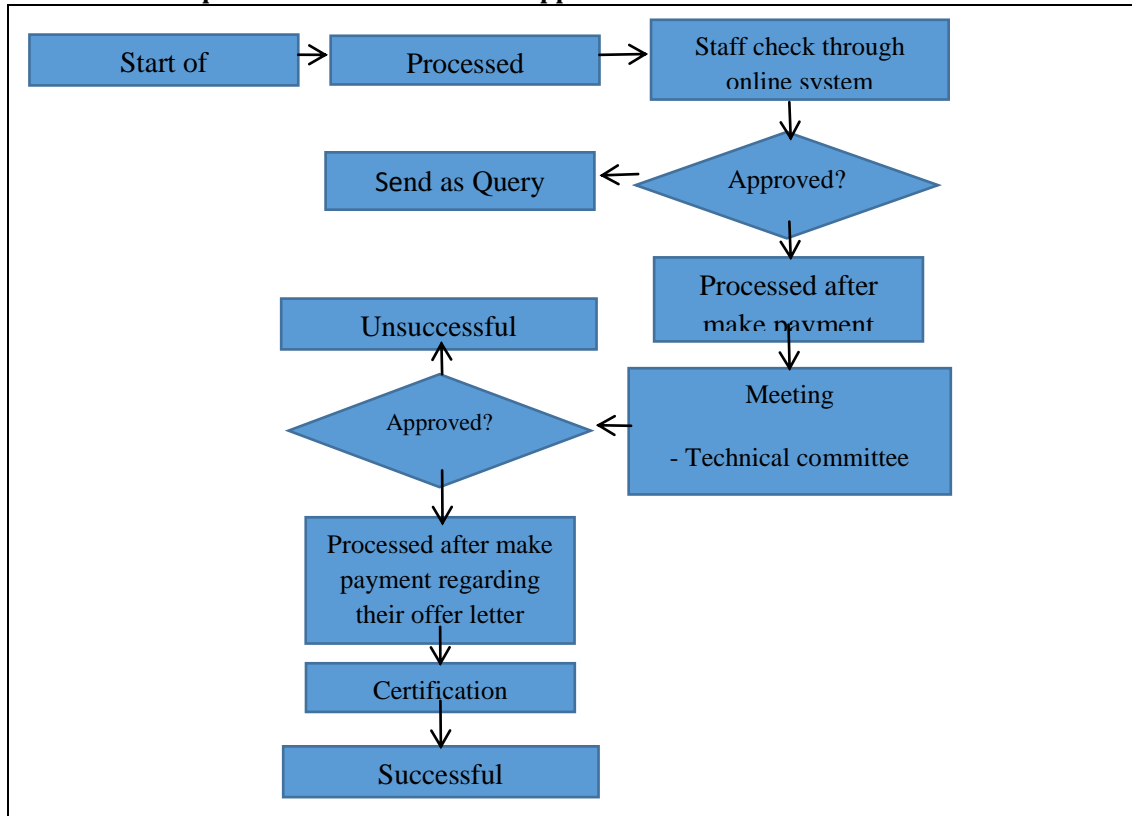 Start of
Processed
Staff check through
online system
Approved?
Send as Query
Processed after
make payment
Meeting
- Technical committee
Approved?
Unsuccessful
Processed after make
payment regarding
their offer letter
Certification
Successful